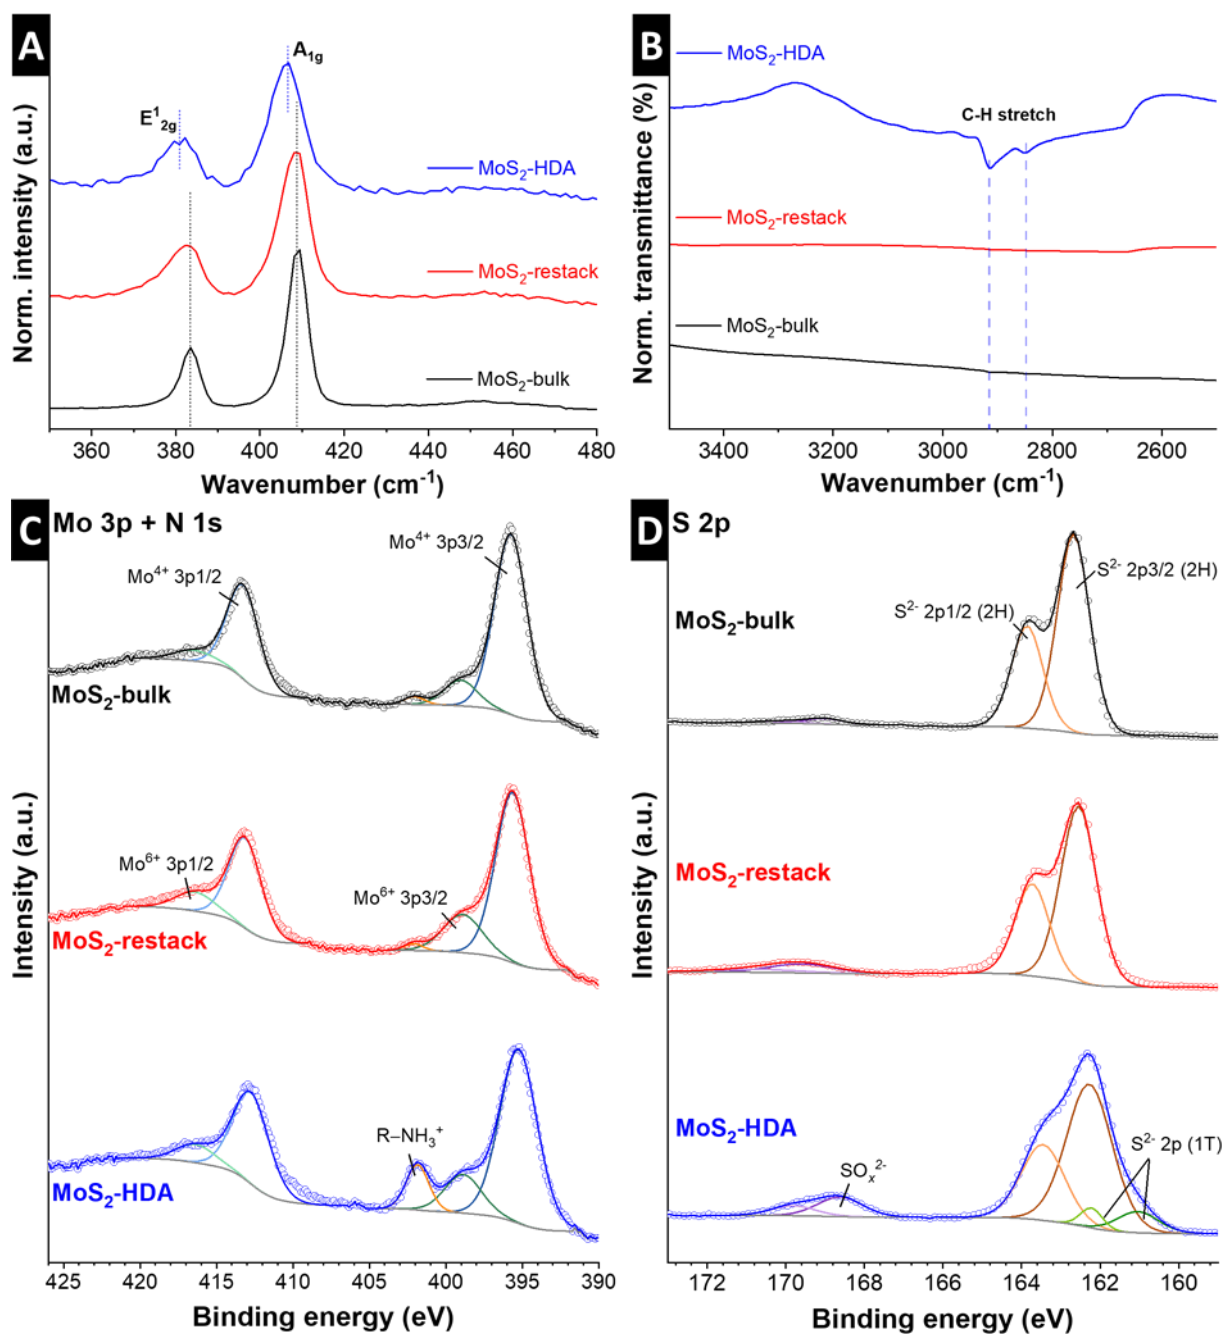 A
E¹₂g
A₁g
MoS₂-HDA
MoS₂-restack
MoS₂-bulk
Norm. intensity (a.u.)
360 380 400 420 440 460 480
Wavenumber (cm⁻¹)
B
MoS₂-HDA
C-H stretch
MoS₂-restack
MoS₂-bulk
Norm. transmittance (%)
3400 3200 3000 2800 2600
Wavenumber (cm⁻¹)
C
Mo 3p + N 1s
Mo⁴⁺ 3p3/2
Mo⁴⁺ 3p1/2
MoS₂-bulk
Mo⁶⁺ 3p1/2
Mo⁶⁺ 3p3/2
MoS₂-restack
R–NH₃⁺
MoS₂-HDA
Intensity (a.u.)
425 420 415 410 405 400 395 390
Binding energy (eV)
D
S 2p
S²⁻ 2p3/2 (2H)
S²⁻ 2p1/2 (2H)
MoS₂-bulk
MoS₂-restack
MoS₂-HDA
S²⁻ 2p (1T)
SOₓ²⁻
Intensity (a.u.)
172 170 168 166 164 162 160
Binding energy (eV)